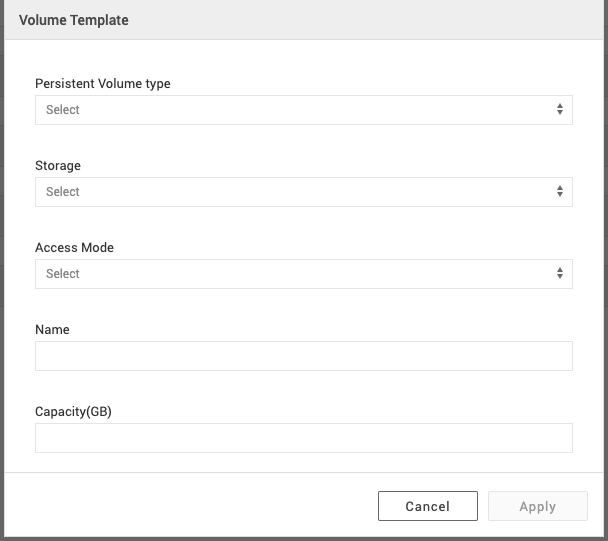 Volume Template
Persistent Volume type
Select
Storage
Select
Access Mode
Select
Name
Capacity(GB)
Cancel
Apply